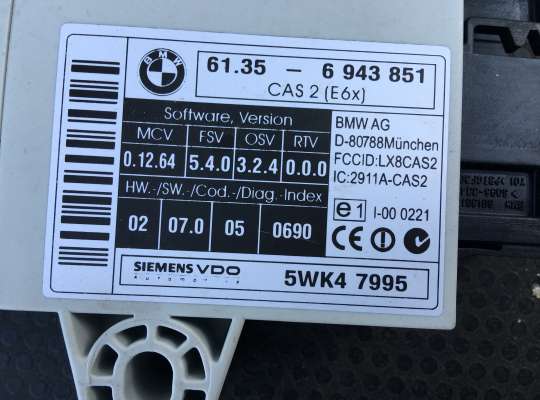 BMW
61.35 - 6 943 851
CAS 2 (E6x)
Software, Version
MCV FSV OSV RTV
0.12.64 5.4.0 3.2.4 0.0.0
HW.-/SW.-/Cod.-/Diag.-Index
02 07.0 05 0690
BMW AG
D-80788München
FCCID:LX8CAS2
IC:2911A-CAS2
e1 I-00 0221
CE
SIEMENS VDO
automotive
5WK4 7995